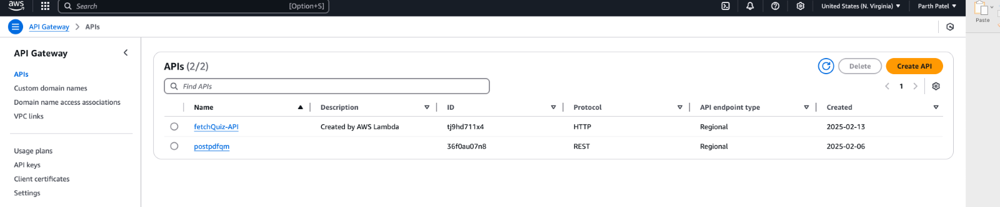 aws
Search [Option+S] United States (N. Virginia) Parth Patel
Paste
API Gateway > APIs
API Gateway
APIs
Custom domain names
Domain name access associations
VPC links
Usage plans
API keys
Client certificates
Settings
APIs (2/2) Delete Create API
Find APIs 1
Name Description ID Protocol API endpoint type Created
fetchQuiz-API Created by AWS Lambda tj9hd711x4 HTTP Regional 2025-02-13
postpdfqm 36f0au07n8 REST Regional 2025-02-06